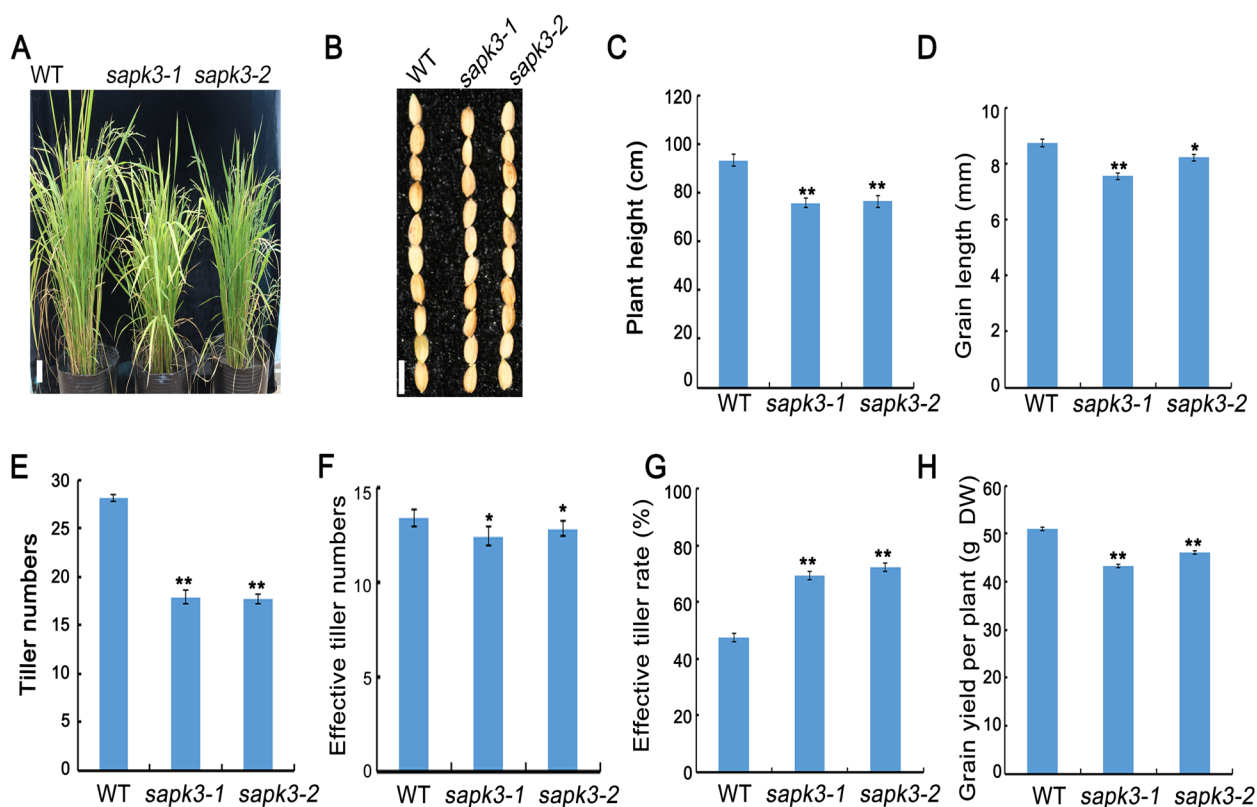 A
WT sapk3-1 sapk3-2
B
WT sapk3-1 sapk3-2
C
Plant height (cm)
120
100
80
60
40
20
0
** **
WT sapk3-1 sapk3-2
D
Grain length (mm)
10
8
6
4
2
0
** *
WT sapk3-1 sapk3-2
E
Tiller numbers
30
25
20
15
10
5
0
** **
WT sapk3-1 sapk3-2
F
Effective tiller numbers
15
10
5
0
* *
WT sapk3-1 sapk3-2
G
Effective tiller rate (%)
100
80
60
40
20
0
** **
WT sapk3-1 sapk3-2
H
Grain yield per plant (g DW)
60
50
40
30
20
10
0
** **
WT sapk3-1 sapk3-2